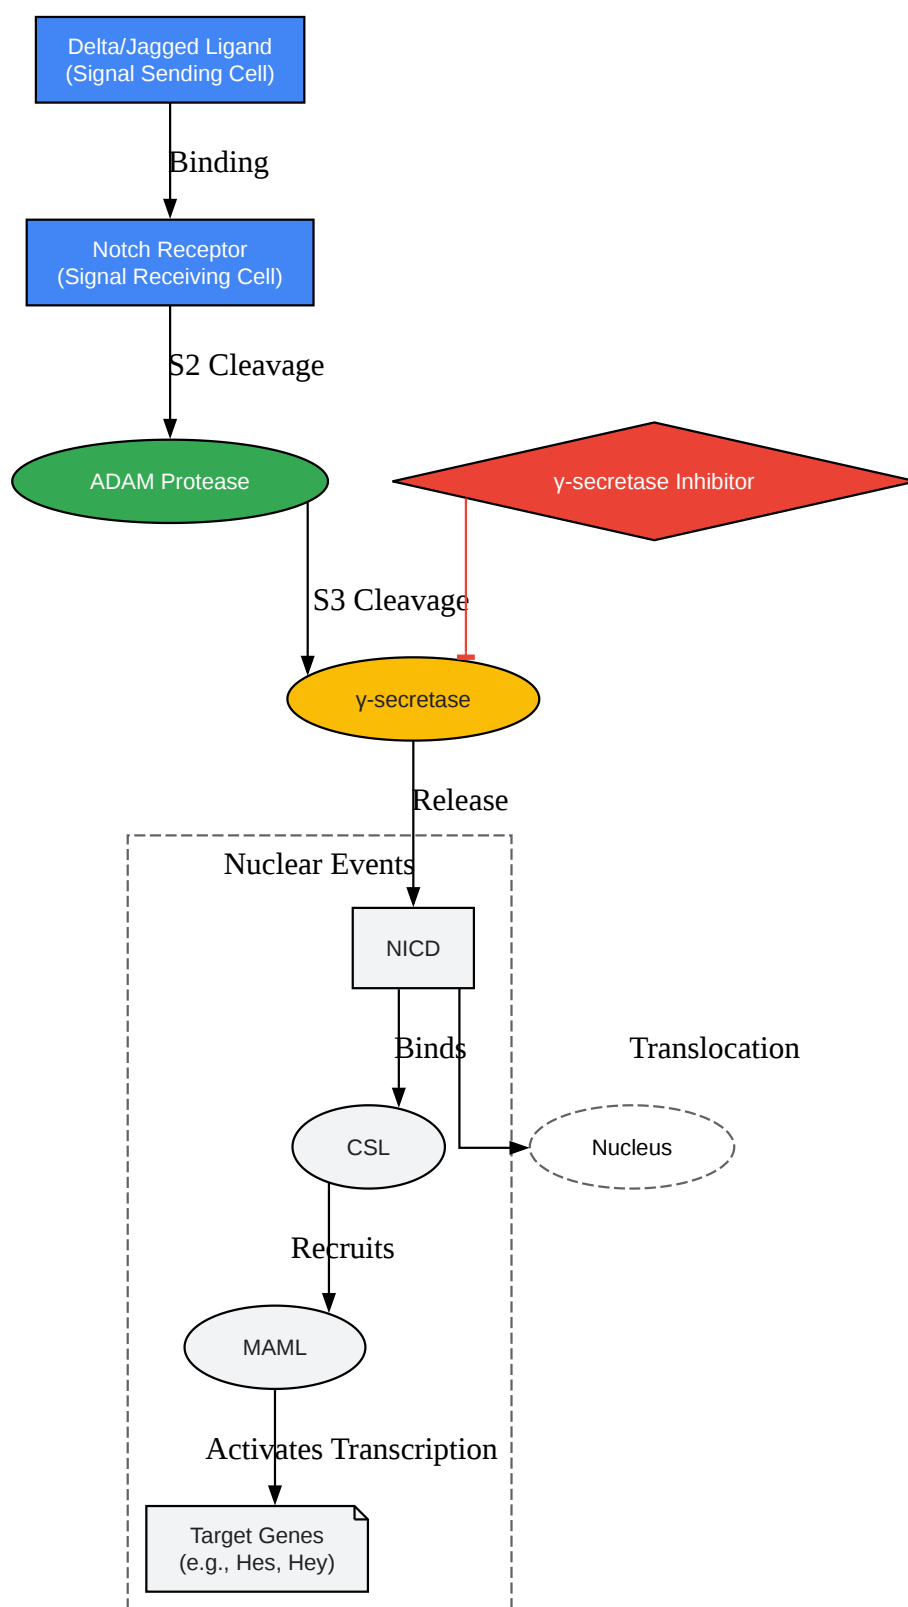 Delta/Jagged Ligand
(Signal Sending Cell)
Binding
Notch Receptor
(Signal Receiving Cell)
S2 Cleavage
ADAM Protease
γ-secretase Inhibitor
S3 Cleavage
γ-secretase
Release
Nuclear Events
NICD
Binds
Translocation
CSL
Nucleus
Recruits
MAML
Activates Transcription
Target Genes
(e.g., Hes, Hey)